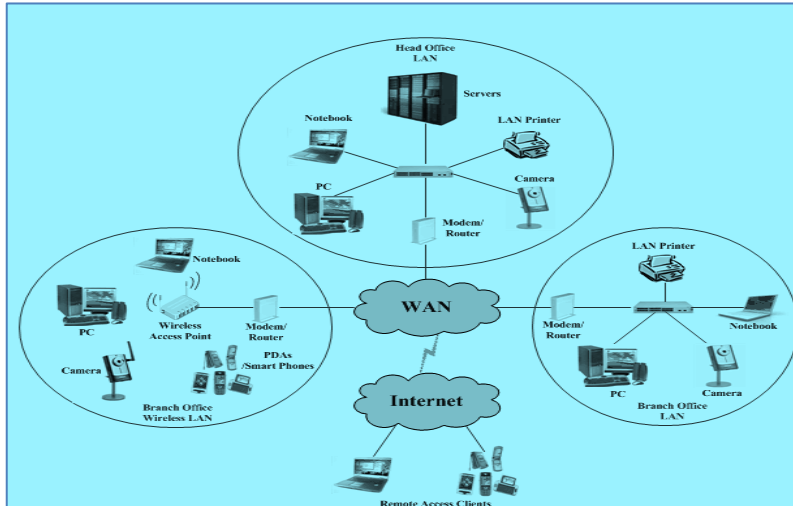 Head Office
LAN
Servers
Notebook
LAN Printer
PC
Camera
Modem/
Router
Notebook
PC
Wireless
Access Point
Modem/
Router
Camera
PDAs
/Smart Phones
Branch Office
Wireless LAN
WAN
Internet
LAN Printer
Modem/
Router
Notebook
PC
Camera
Branch Office
LAN
Remote Access Clients